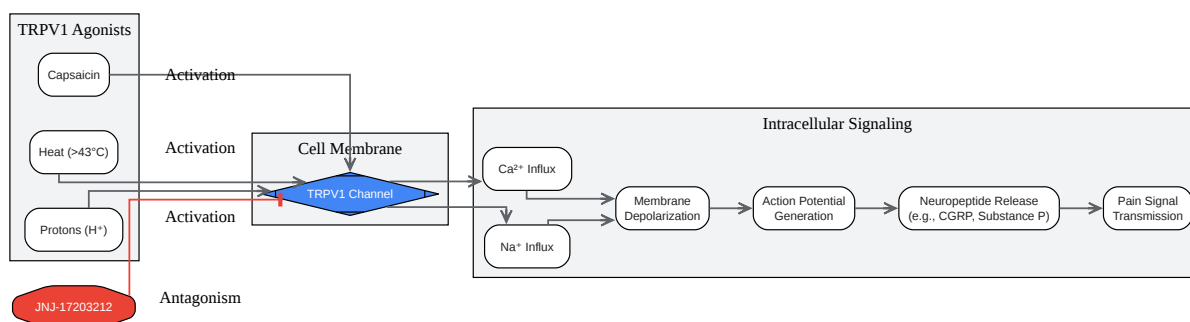 TRPV1 Agonists
Capsaicin
Activation
Heat (>43°C)
Activation
Protons (H⁺)
Activation
JNJ-17203212
Antagonism
Cell Membrane
TRPV1 Channel
Intracellular Signaling
Ca²⁺ Influx
Na⁺ Influx
Membrane
Depolarization
Action Potential
Generation
Neuropeptide Release
(e.g., CGRP, Substance P)
Pain Signal
Transmission